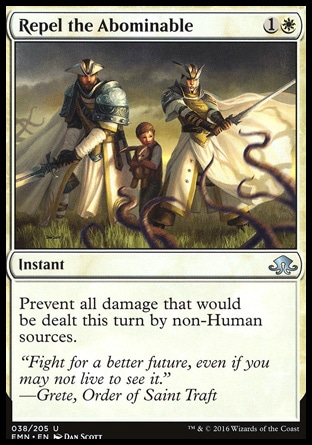 Repel the Abominable 1
Instant
Prevent all damage that would
be dealt this turn by non-Human
sources.
“Fight for a better future, even if you
may not live to see it.”
—Grete, Order of Saint Traft
038/205 U
EMN • EN Dan Scott ™ & © 2016 Wizards of the Coast